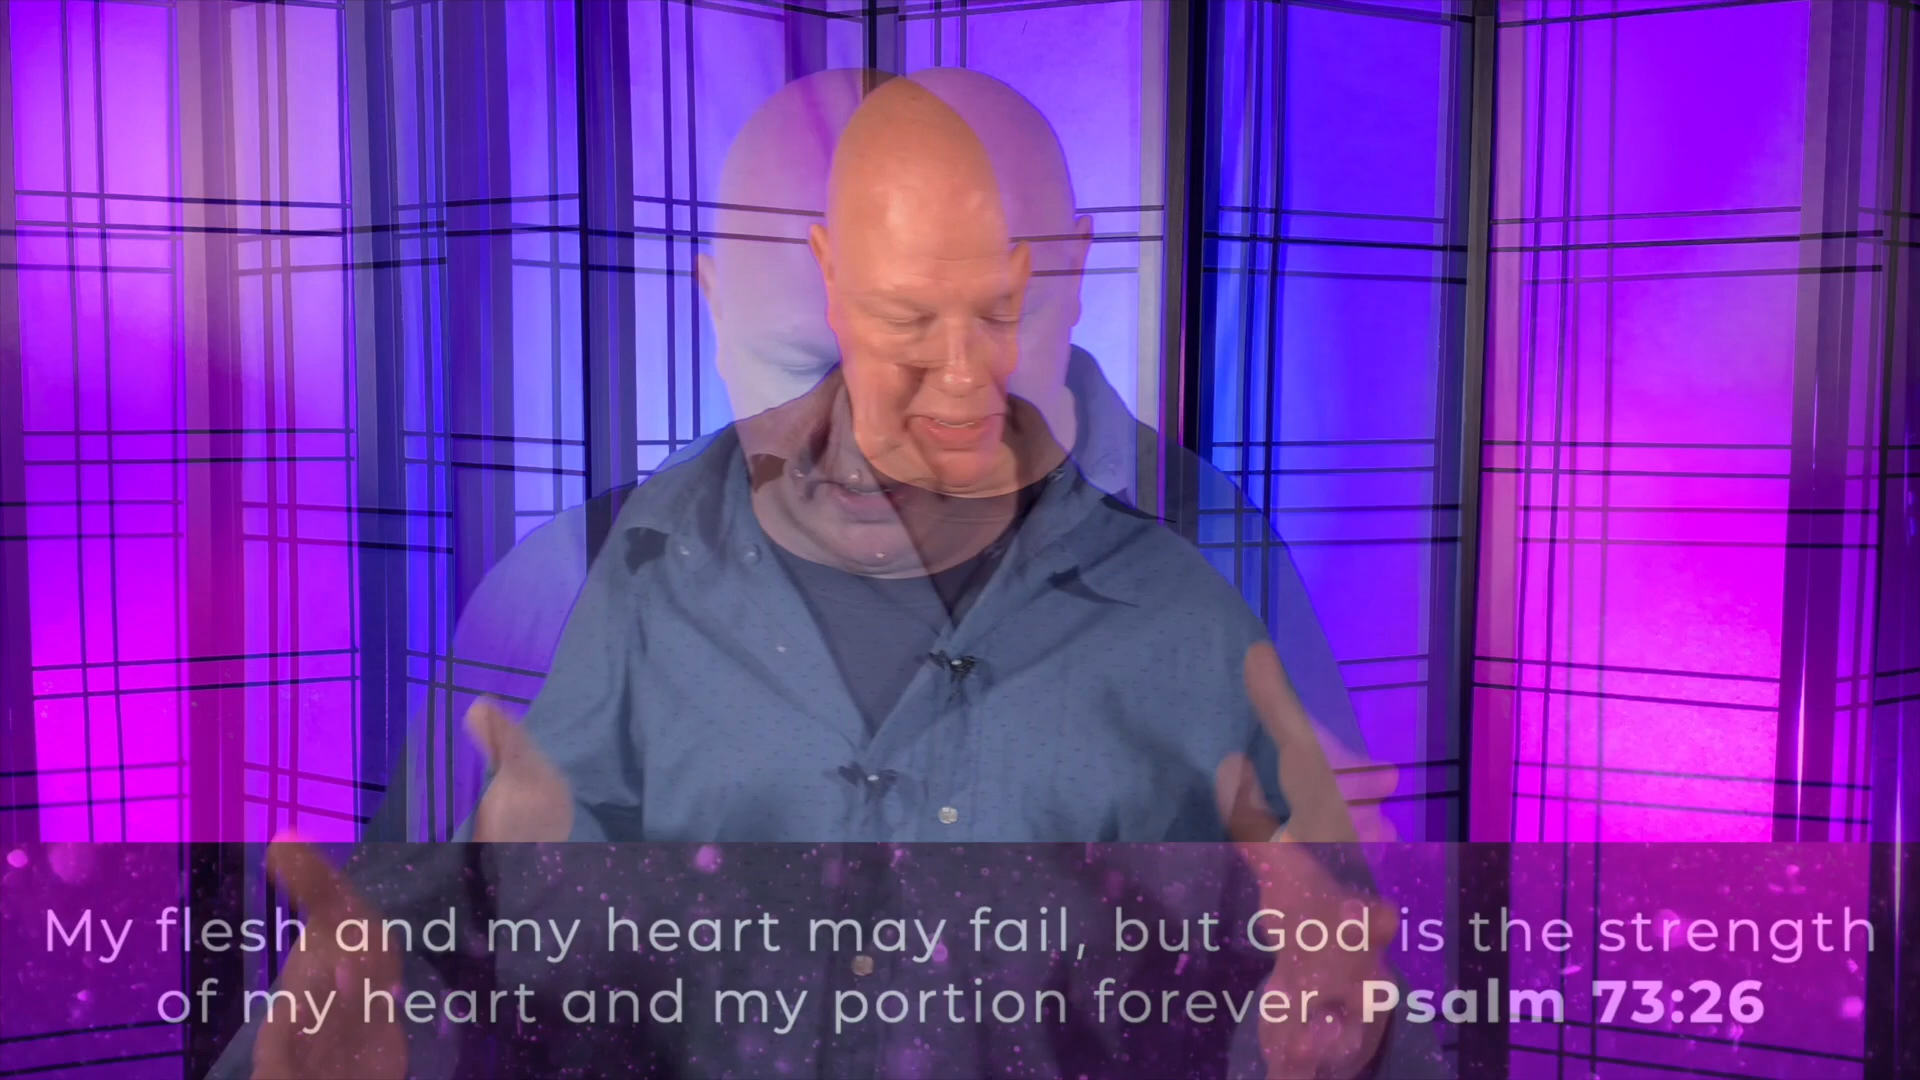 My flesh and my heart may fail, but God is the strength
of my heart and my portion forever. Psalm 73:26